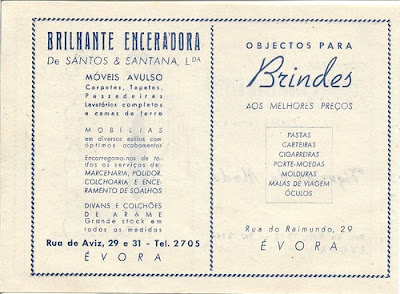 BRILHANTE ENCERADORA
De SANTOS & SANTANA, LDA
MÓVEIS AVULSO
Carpetes, Tapetes,
Passadeiras
Lavatórios completos
e camas de ferro
MOBÍLIAS
em diversos estilos com
óptimos acabamentos
Encarregamo-nos de to-
dos os serviços de
MARCENARIA, POLIDOR,
COLCHOARIA e ENCE-
RAMENTO DE SOALHOS
DIVANS E COLCHÕES
DE ARAME
Grande stock em
todas as medidas
Rua de Aviz, 29 e 31 - Tel. 2705
ÉVORA
OBJECTOS PARA
Brindes
AOS MELHORES PREÇOS
PASTAS
CARTEIRAS
CIGARREIRAS
PORTE-MOEDAS
MOLDURAS
MALAS DE VIAGEM
ÓCULOS
Rua do Raimundo, 29
ÉVORA